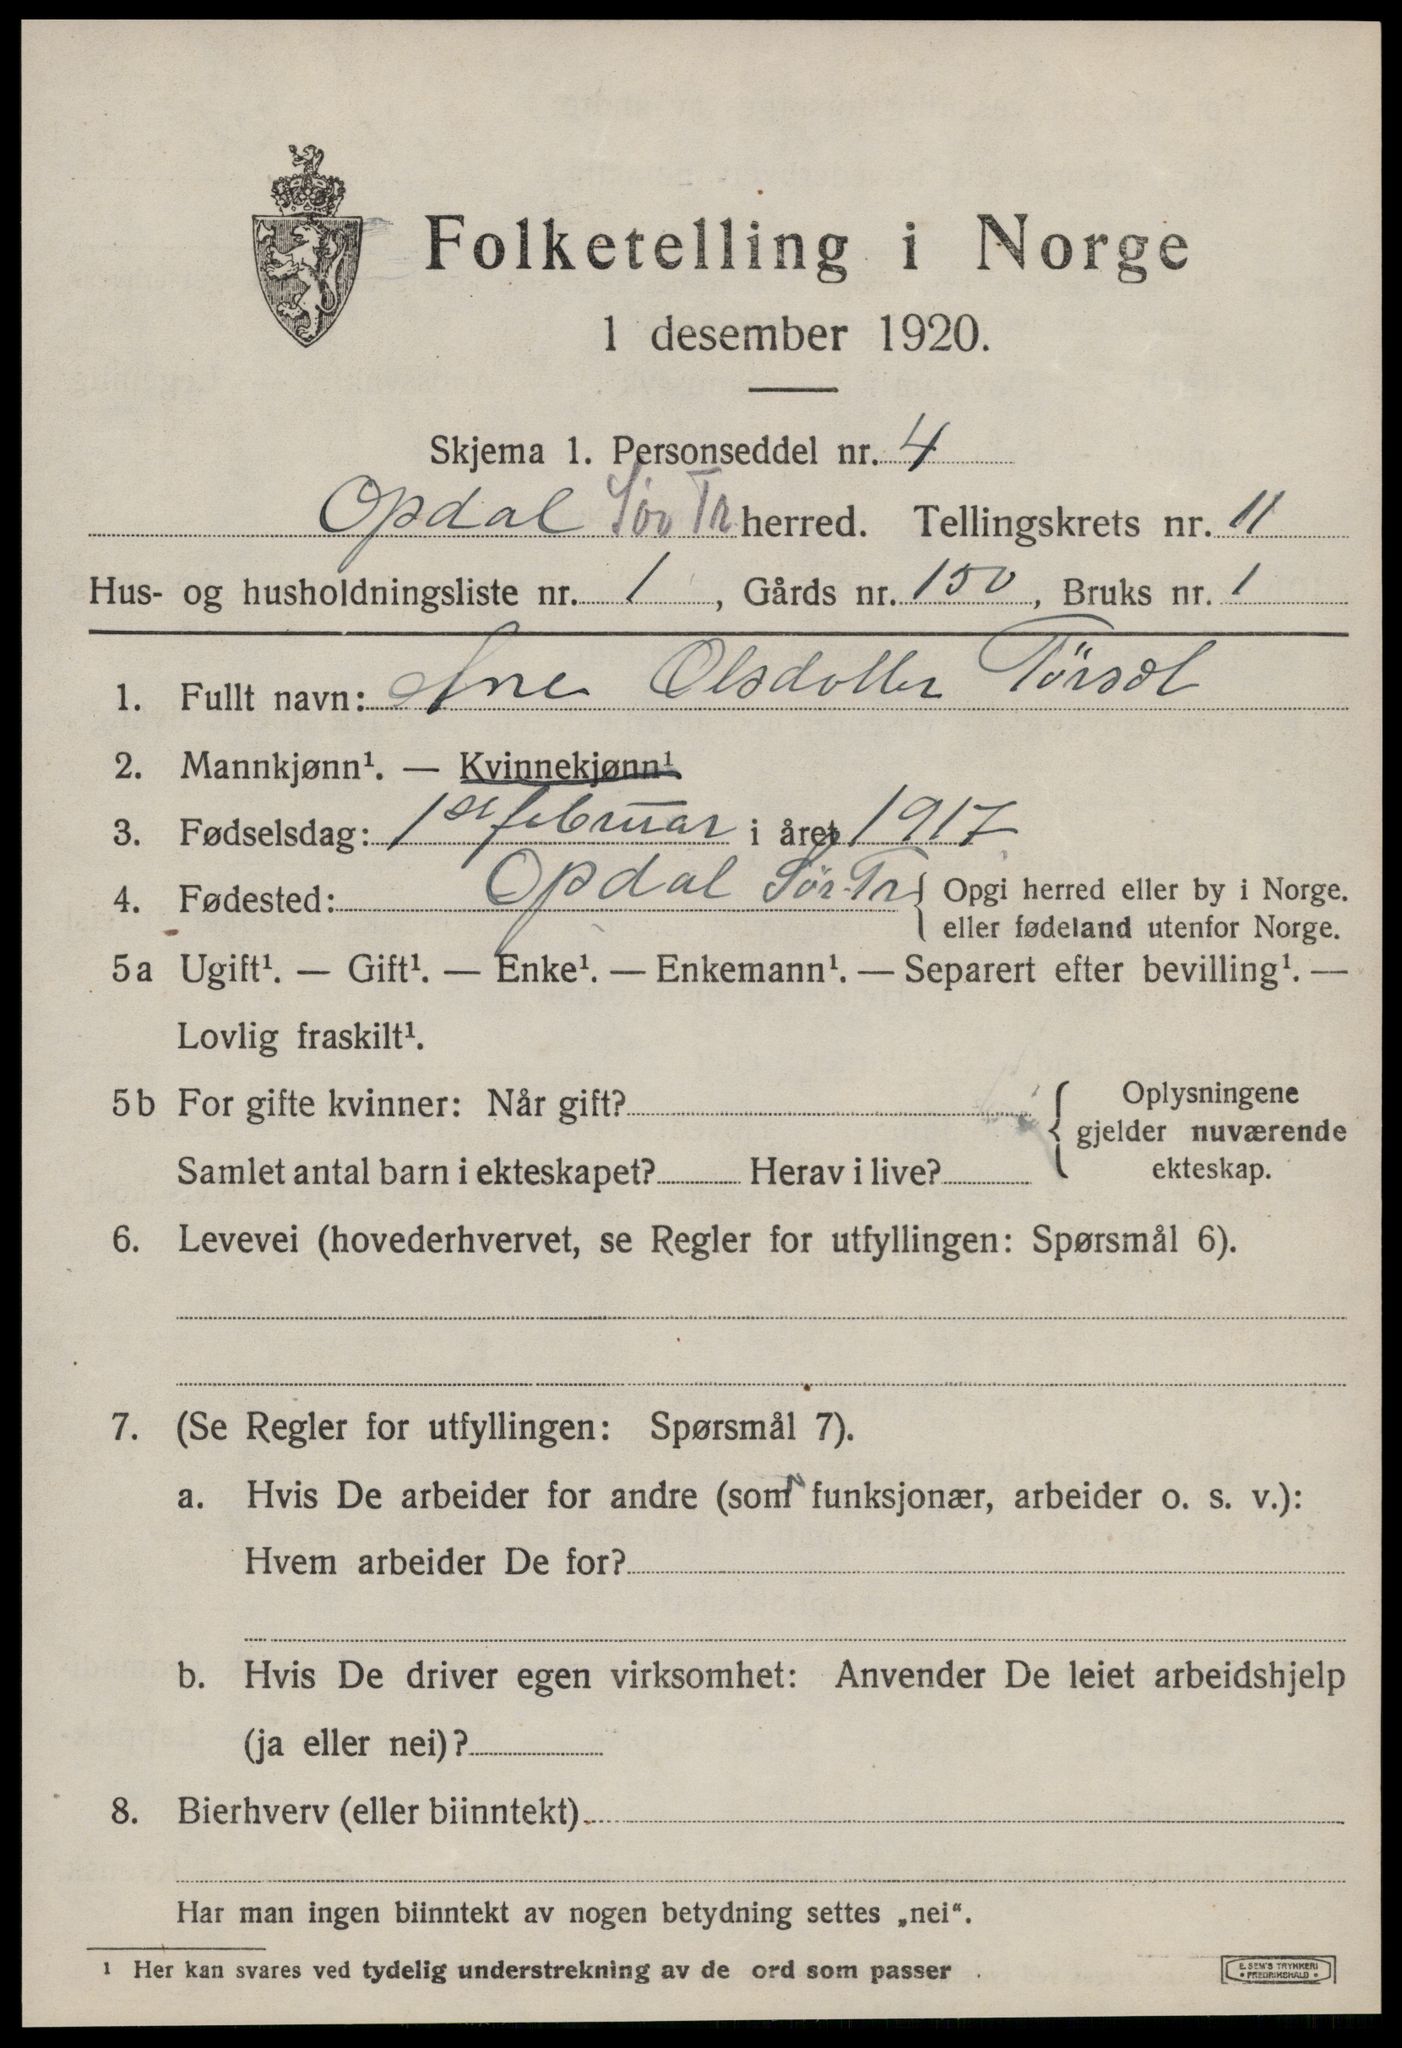 Folketelling i Norge
1 desember 1920.
Skjema 1. Personseddel nr. 4
Opdal Sør Tr herred. Tellingskrets nr. 11
Hus- og husholdningsliste nr. 1, Gårds nr. 150, Bruks nr. 1
1. Fullt navn: Ane Olsdotter
2. Mannkjønn¹. — Kvinnekjønn¹
3. Fødselsdag: 1ste februar i året 1917
4. Fødested: Opdal Sør-Tr { Opgi herred eller by i Norge.
eller fødeland utenfor Norge.
5a Ugift¹. — Gift¹. — Enke¹. — Enkemann¹. — Separert efter bevilling¹. —
Lovlig fraskilt¹.
5b For gifte kvinner: Når gift? { Oplysningene
gjelder nuværende
Samlet antal barn i ekteskapet? Herav i live? ekteskap.
6. Levevei (hovederhvervet, se Regler for utfyllingen: Spørsmål 6).
7. (Se Regler for utfyllingen: Spørsmål 7).
a. Hvis De arbeider for andre (som funksjonær, arbeider o. s. v.):
Hvem arbeider De for?
b. Hvis De driver egen virksomhet: Anvender De leiet arbeidshjelp
(ja eller nei)?
8. Bierhverv (eller biinntekt)
Har man ingen biinntekt av nogen betydning settes „nei“.
¹ Her kan svares ved tydelig understrekning av de ord som passer
E. SEM'S TRYKKERI
• FREDRIKSHALD •